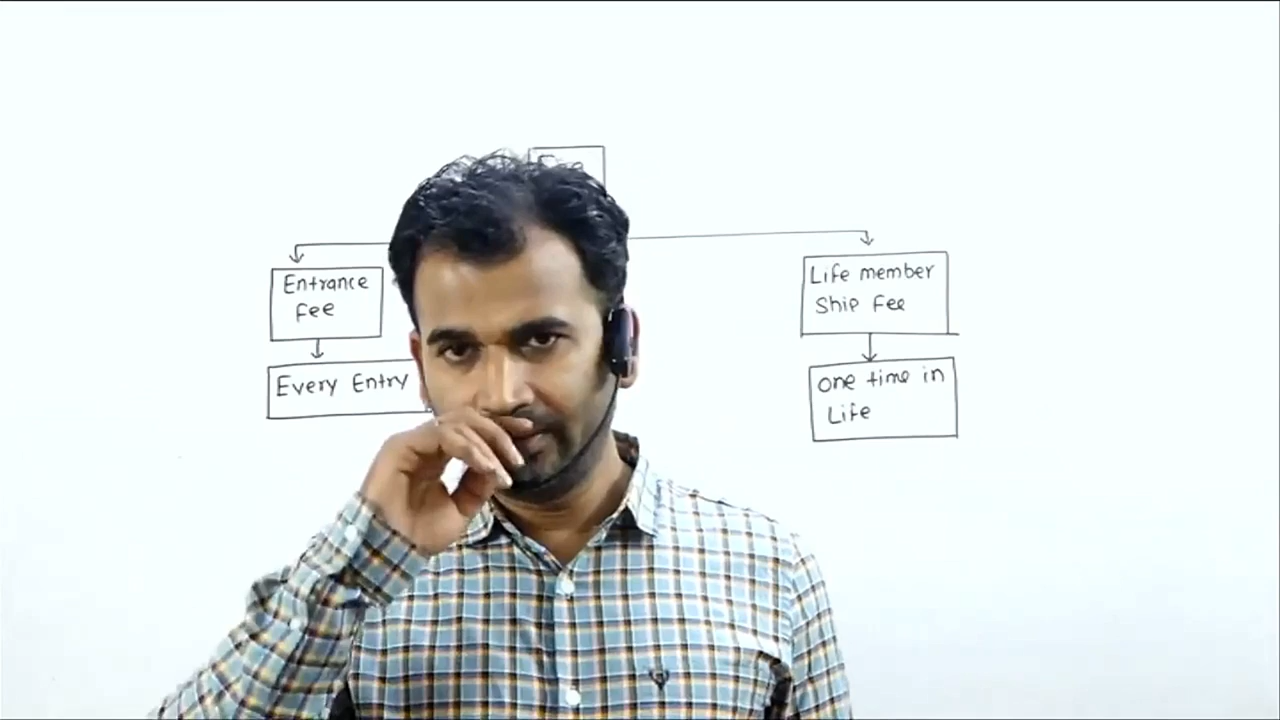 Entrance
Fee
Every Entry
Life member
Ship Fee
one time in
Life